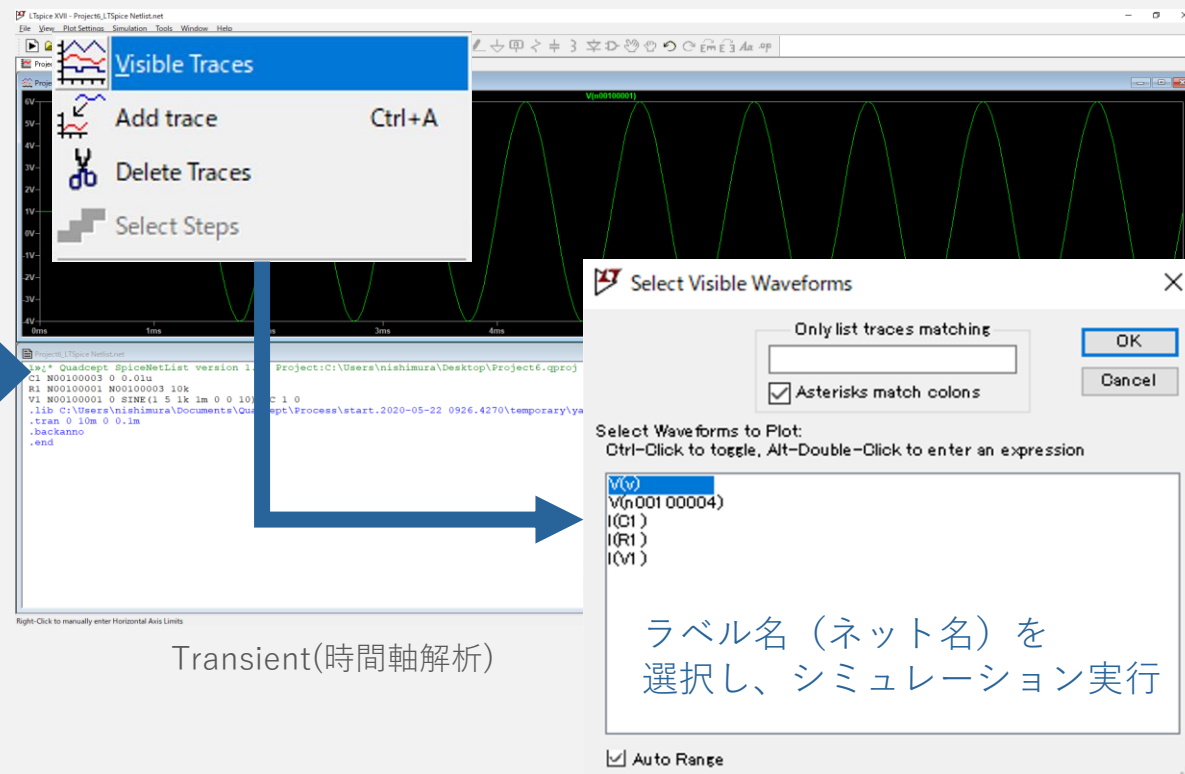 LTspice XVII - Project6_LTSpice Netlist.net
File View Plot Settings Simulation Tools Window Help
Visible Traces
Add trace Ctrl+A
Delete Traces
Select Steps
V(n00100001)
6V
5V
4V
3V
2V
1V
0V
-1V
-2V
-3V
-4V
0ms 1ms 3ms 4ms
Project6_LTSpice Netlist.net
* Quadcept SpiceNetList version 1. Project:C:\Users\nishimura\Desktop\Project6.qproj
C1 N00100003 0 0.01u
R1 N00100001 N00100003 10k
V1 N00100001 0 SINE(1 5 1k 1m 0 0 10) C 1 0
.lib C:\Users\nishimura\Documents\Qua cept\Process\start.2020-05-22 0926.4270\temporary\ya
.tran 0 10m 0 0.1m
.backanno
.end
Right-Click to manually enter Horizontal Axis Limits
Transient(時間軸解析)
Select Visible Waveforms
Only list traces matching
OK
Asterisks match colons
Cancel
Select Waveforms to Plot:
Ctrl-Click to toggle, Alt-Double-Click to enter an expression
V(v)
V(n00100004)
I(C1)
I(R1)
I(V1)
ラベル名（ネット名）を
選択し、シミュレーション実行
Auto Range